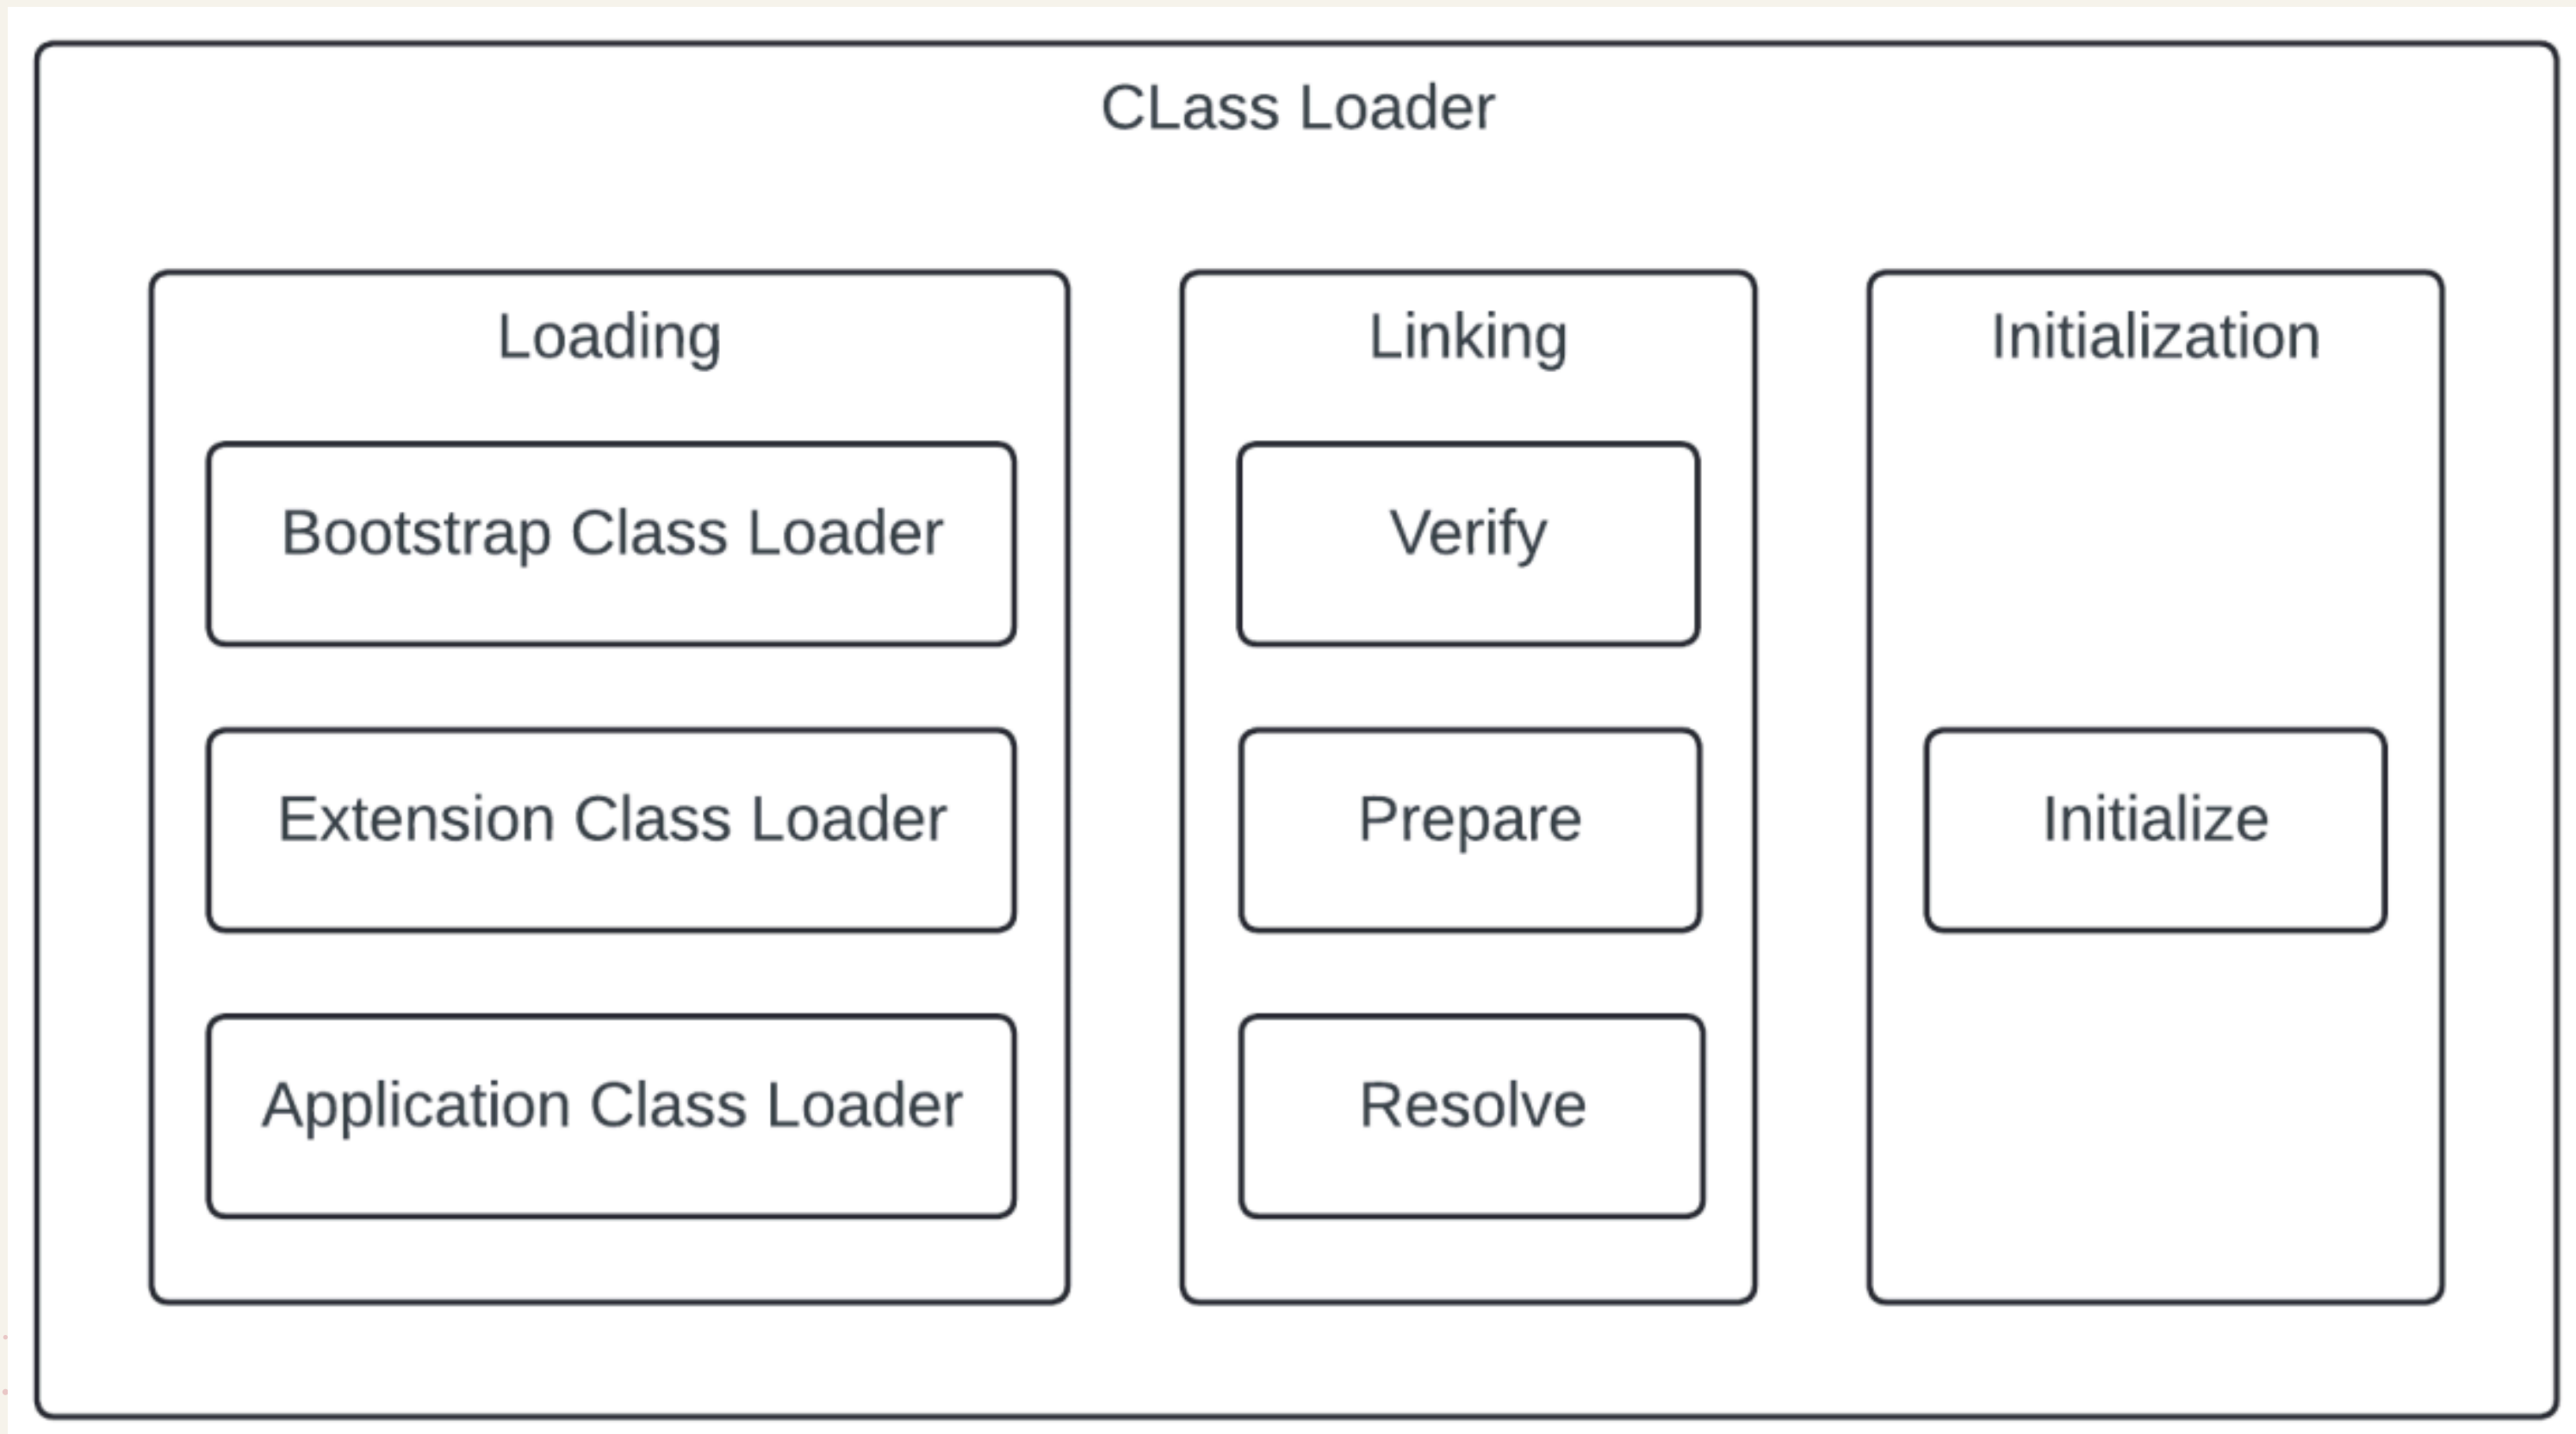 CLass Loader
Loading
Bootstrap Class Loader
Extension Class Loader
Application Class Loader
Linking
Verify
Prepare
Resolve
Initialization
Initialize